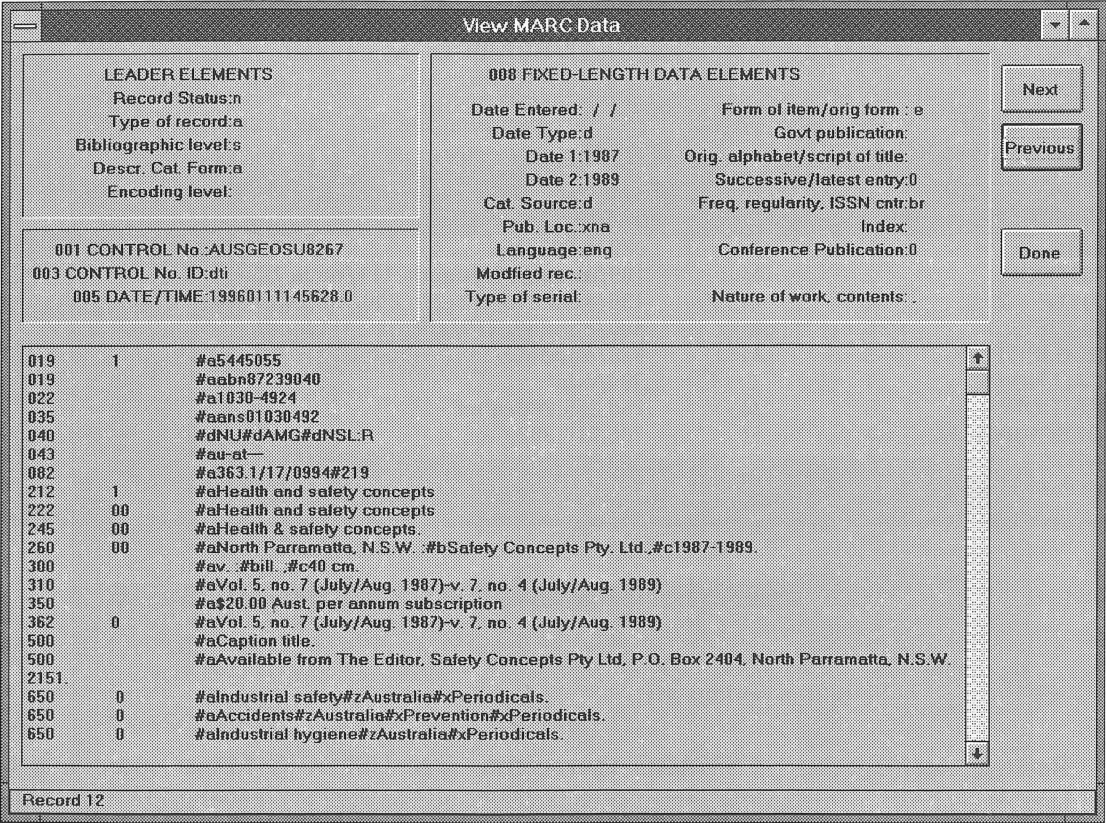 View MARC Data
LEADER ELEMENTS
Record Status:n
Type of record:a
Bibliographic level:s
Descr. Cat. Form:a
Encoding level:
001 CONTROL No.:AUSGEOSU8267
003 CONTROL No. ID:dti
005 DATE/TIME:19960111145628.0
008 FIXED-LENGTH DATA ELEMENTS
Date Entered: / / Form of item/orig form : e
Date Type:d Govt publication:
Date 1:1987 Orig. alphabet/script of title:
Date 2:1989 Successive/latest entry:0
Cat. Source:d Freq, regularity, ISSN cntr:br
Pub. Loc.:xna Index:
Language:eng Conference Publication:0
Modfied rec.:
Type of serial: Nature of work, contents: ,
Next
Previous
Done
019 1 #a5445055
019 #aabn87239040
022 #a1030-4924
035 #aans01030492
040 #dNU#dAMG#dNSL:R
043 #au-at---
082 #a363.1/17/0994#219
212 1 #aHealth and safety concepts
222 00 #aHealth and safety concepts
245 00 #aHealth & safety concepts.
260 00 #aNorth Parramatta, N.S.W. :#bSafety Concepts Pty. Ltd.,#c1987-1989.
300 #av. :#bill. ,#c40 cm.
310 #aVol. 5, no. 7 (July/Aug. 1987)-v. 7, no. 4 (July/Aug. 1989)
350 #a$20.00 Aust. per annum subscription
362 0 #aVol. 5, no. 7 (July/Aug. 1987)-v. 7, no. 4 (July/Aug. 1989)
500 #aCaption title.
500 #aAvailable from The Editor, Safety Concepts Pty Ltd, P.O. Box 2404, North Parramatta, N.S.W.
2151.
650 0 #aIndustrial safety#zAustralia#xPeriodicals.
650 0 #aAccidents#zAustralia#xPrevention#xPeriodicals.
650 0 #aIndustrial hygiene#zAustralia#xPeriodicals.
Record 12